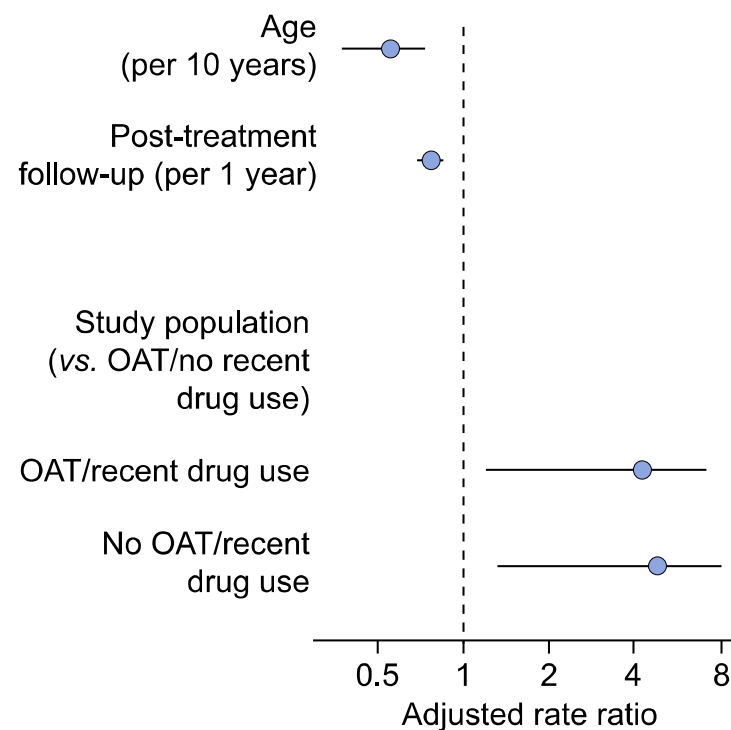 Age
(per 10 years)
Post-treatment
follow-up (per 1 year)
Study population
(vs. OAT/no recent
drug use)
OAT/recent drug use
No OAT/recent
drug use
0.5 1 2 4 8
Adjusted rate ratio